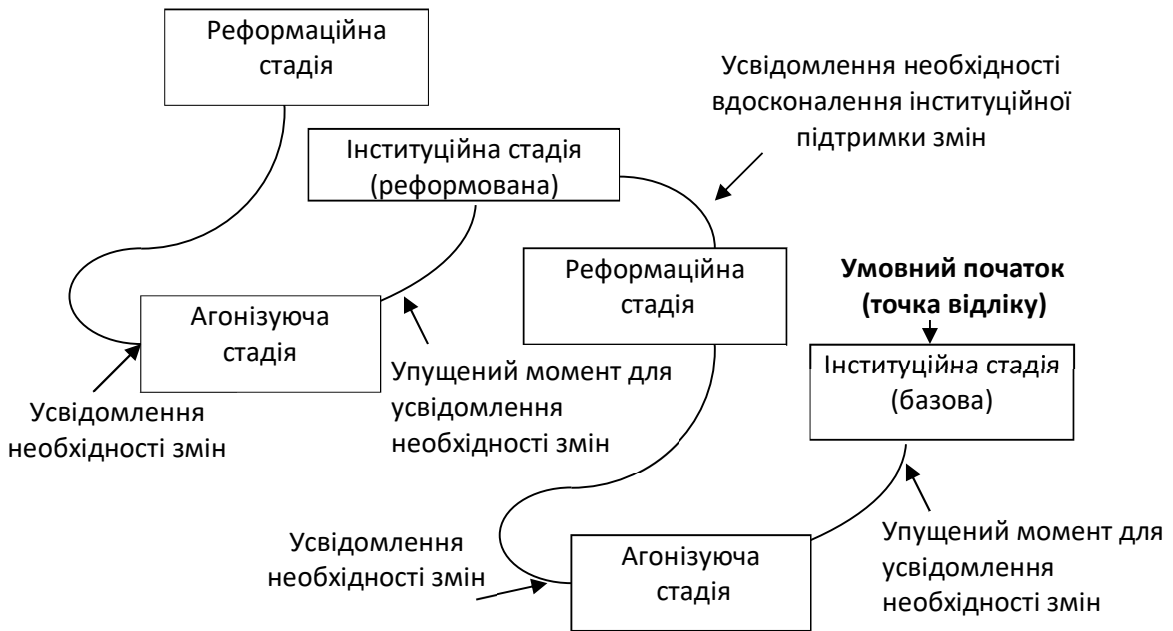 Реформаційна
стадія
Усвідомлення необхідності
вдосконалення інституційної
підтримки змін
Інституційна стадія
(реформована)
Реформаційна
стадія
Умовний початок
(точка відліку)
Агонізуюча
стадія
Інституційна стадія
(базова)
Упущений момент для
усвідомлення
необхідності змін
Усвідомлення
необхідності змін
Усвідомлення
необхідності змін
Агонізуюча
стадія
Упущений момент для
усвідомлення
необхідності змін